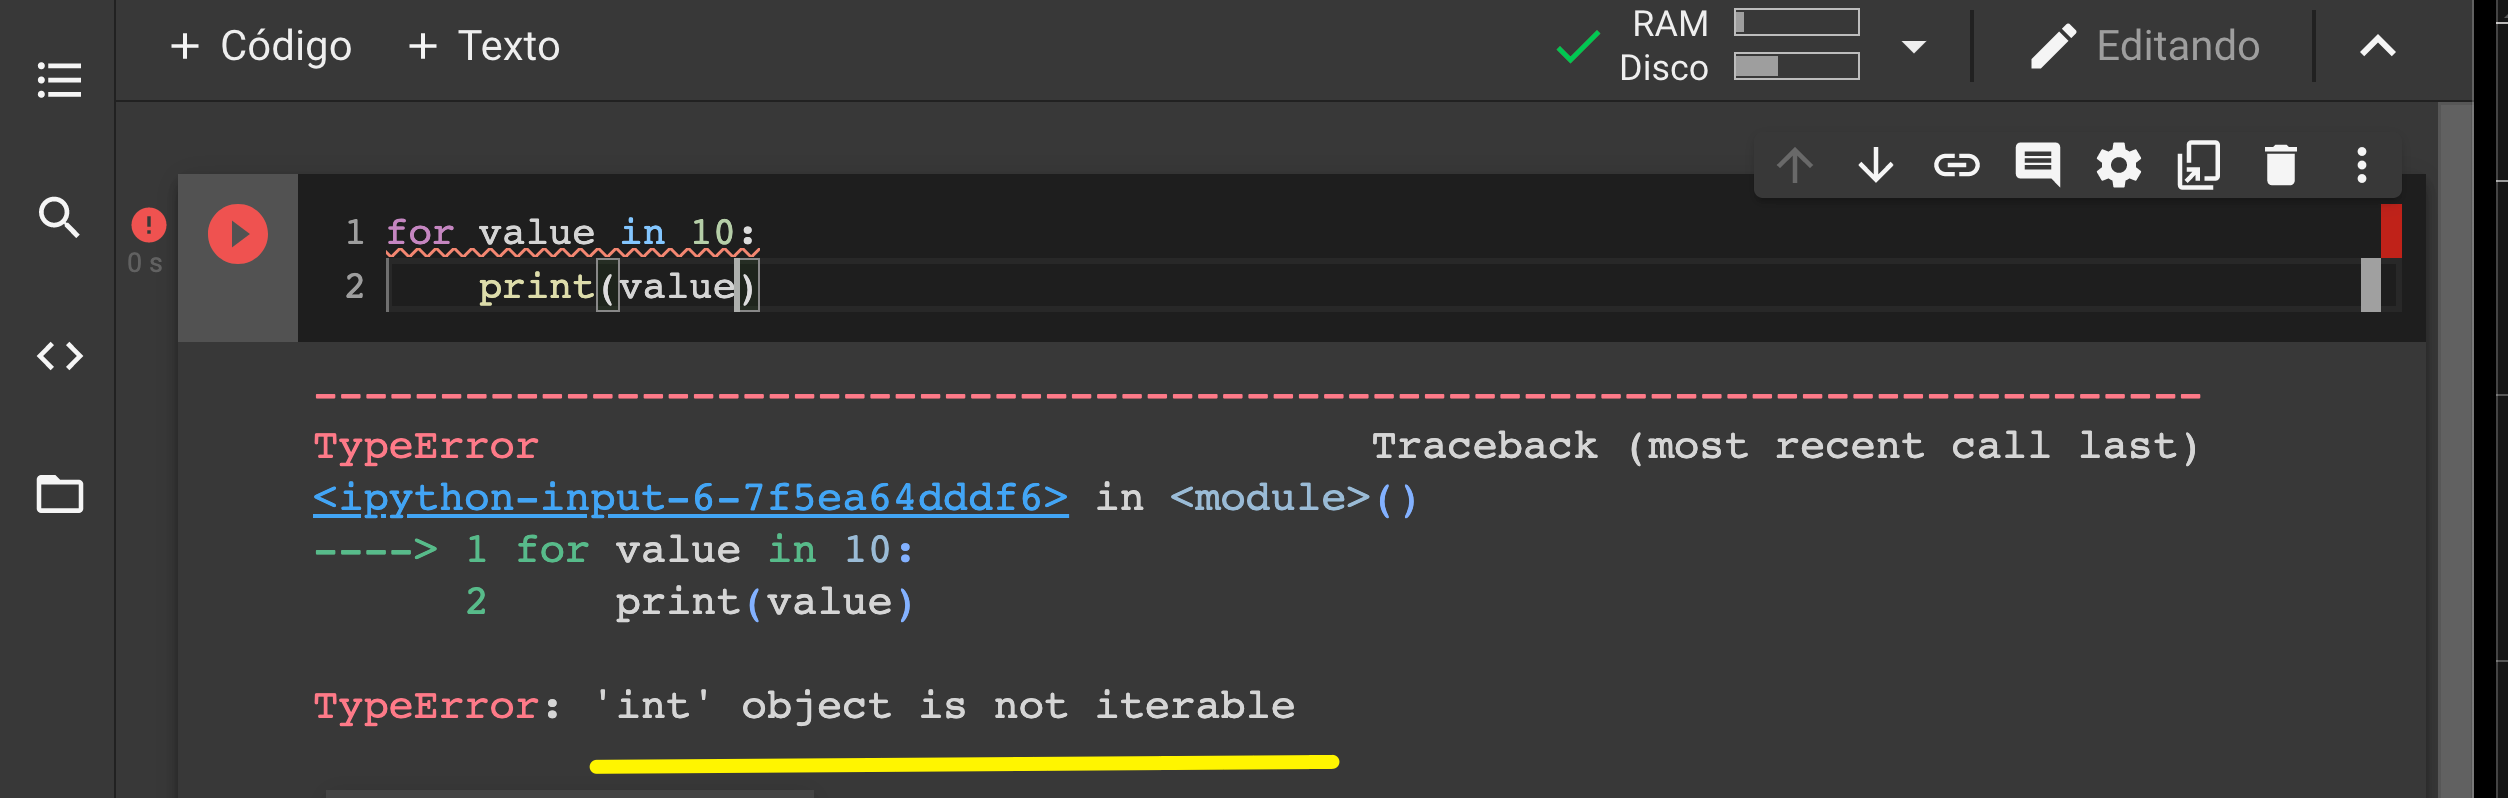 + Código + Texto
RAM
Disco
Editando
0 s
1 for value in 10:
2     print(value)
---------------------------------------------------------------------------
TypeError                                 Traceback (most recent call last)
<ipython-input-6-7f5ea64dddf6> in <module>()
----> 1 for value in 10:
      2     print(value)
TypeError: 'int' object is not iterable